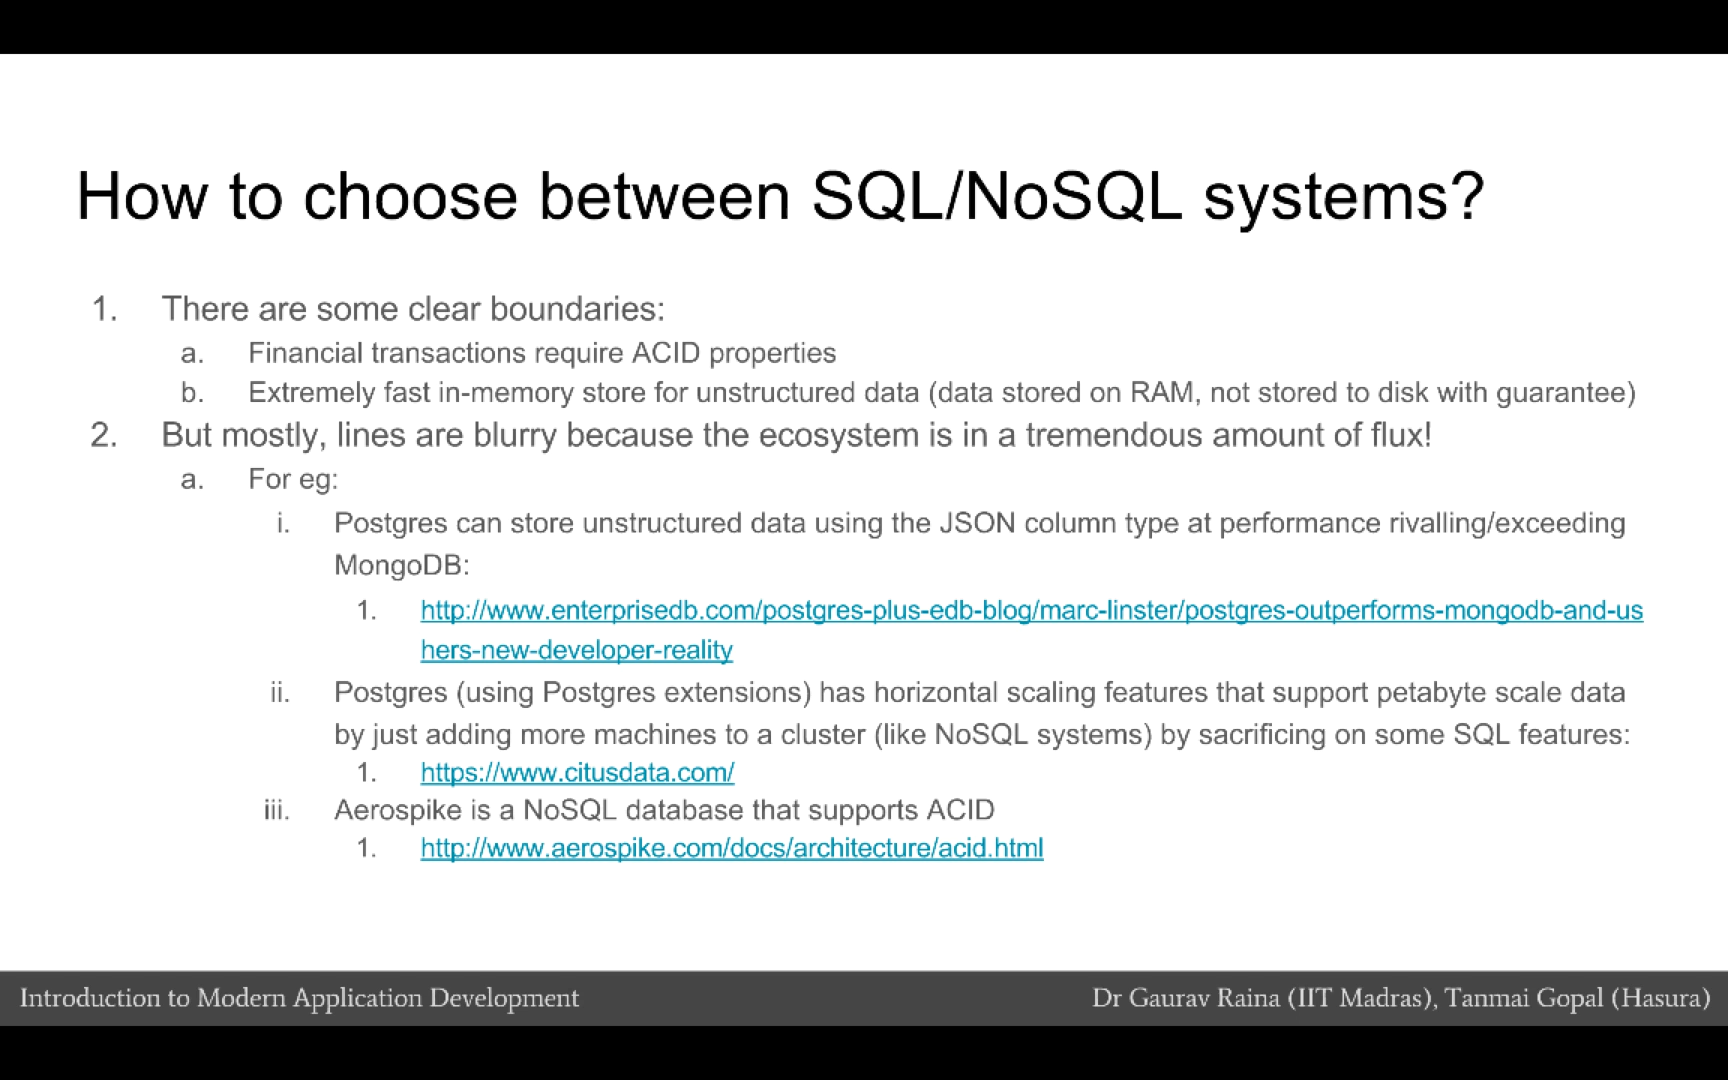 How to choose between SQL/NoSQL systems?
1. There are some clear boundaries:
a. Financial transactions require ACID properties
b. Extremely fast in-memory store for unstructured data (data stored on RAM, not stored to disk with guarantee)
2. But mostly, lines are blurry because the ecosystem is in a tremendous amount of flux!
a. For eg:
i. Postgres can store unstructured data using the JSON column type at performance rivalling/exceeding
MongoDB:
1. http://www.enterprisedb.com/postgres-plus-edb-blog/marc-linster/postgres-outperforms-mongodb-and-us
hers-new-developer-reality
ii. Postgres (using Postgres extensions) has horizontal scaling features that support petabyte scale data
by just adding more machines to a cluster (like NoSQL systems) by sacrificing on some SQL features:
1. https://www.citusdata.com/
iii. Aerospike is a NoSQL database that supports ACID
1. http://www.aerospike.com/docs/architecture/acid.html
Introduction to Modern Application Development
Dr Gaurav Raina (IIT Madras), Tanmai Gopal (Hasura)